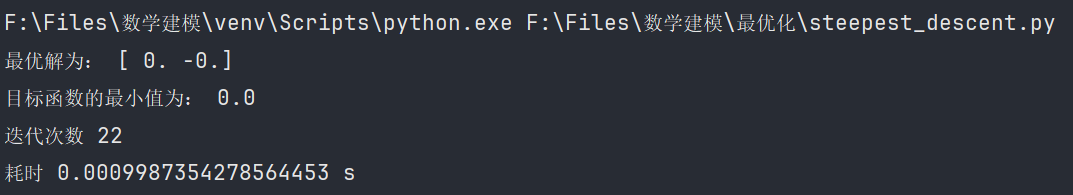 F:\Files\数学建模\venv\Scripts\python.exe F:\Files\数学建模\最优化\steepest_descent.py
最优解为： [ 0. -0.]
目标函数的最小值为： 0.0
迭代次数 22
耗时 0.0009987354278564453 s